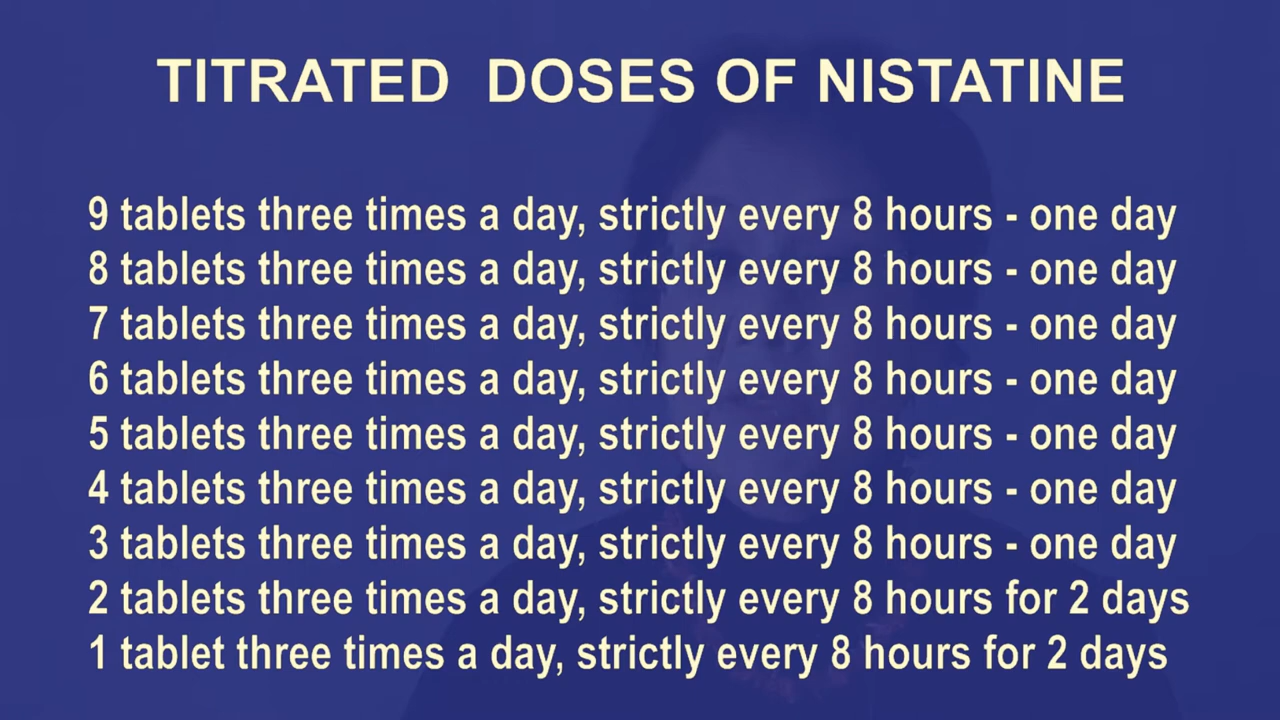 TITRATED DOSES OF NISTATINE
9 tablets three times a day, strictly every 8 hours - one day
8 tablets three times a day, strictly every 8 hours - one day
7 tablets three times a day, strictly every 8 hours - one day
6 tablets three times a day, strictly every 8 hours - one day
5 tablets three times a day, strictly every 8 hours - one day
4 tablets three times a day, strictly every 8 hours - one day
3 tablets three times a day, strictly every 8 hours - one day
2 tablets three times a day, strictly every 8 hours for 2 days
1 tablet three times a day, strictly every 8 hours for 2 days